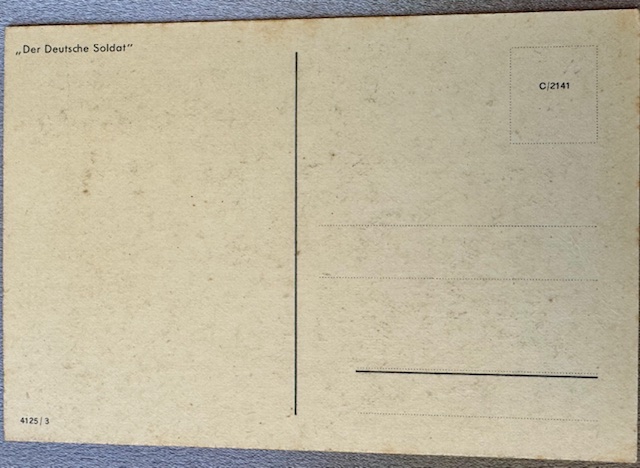 „Der Deutsche Soldat"
C/2141
4125/3